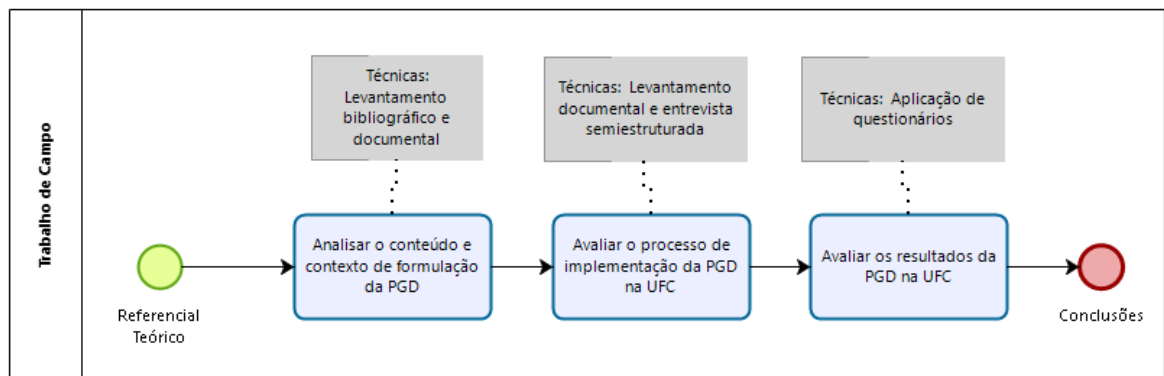 Trabalho de Campo
Técnicas:
Levantamento
bibliográfico e
documental
Técnicas: Levantamento
documental e entrevista
semiestruturada
Técnicas: Aplicação de
questionários
Referencial
Teórico
Analisar o conteúdo e
contexto de formulação
da PGD
Avaliar o processo de
implementação da PGD
na UFC
Avaliar os resultados da
PGD na UFC
Conclusões